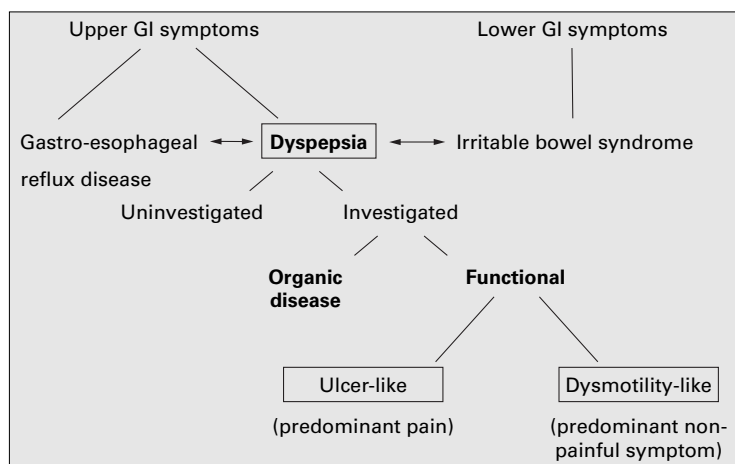 Upper GI symptoms
Lower GI symptoms
Gastro-esophageal
reflux disease
Dyspepsia
Irritable bowel syndrome
Uninvestigated
Investigated
Organic
disease
Functional
Ulcer-like
(predominant pain)
Dysmotility-like
(predominant non-
painful symptom)